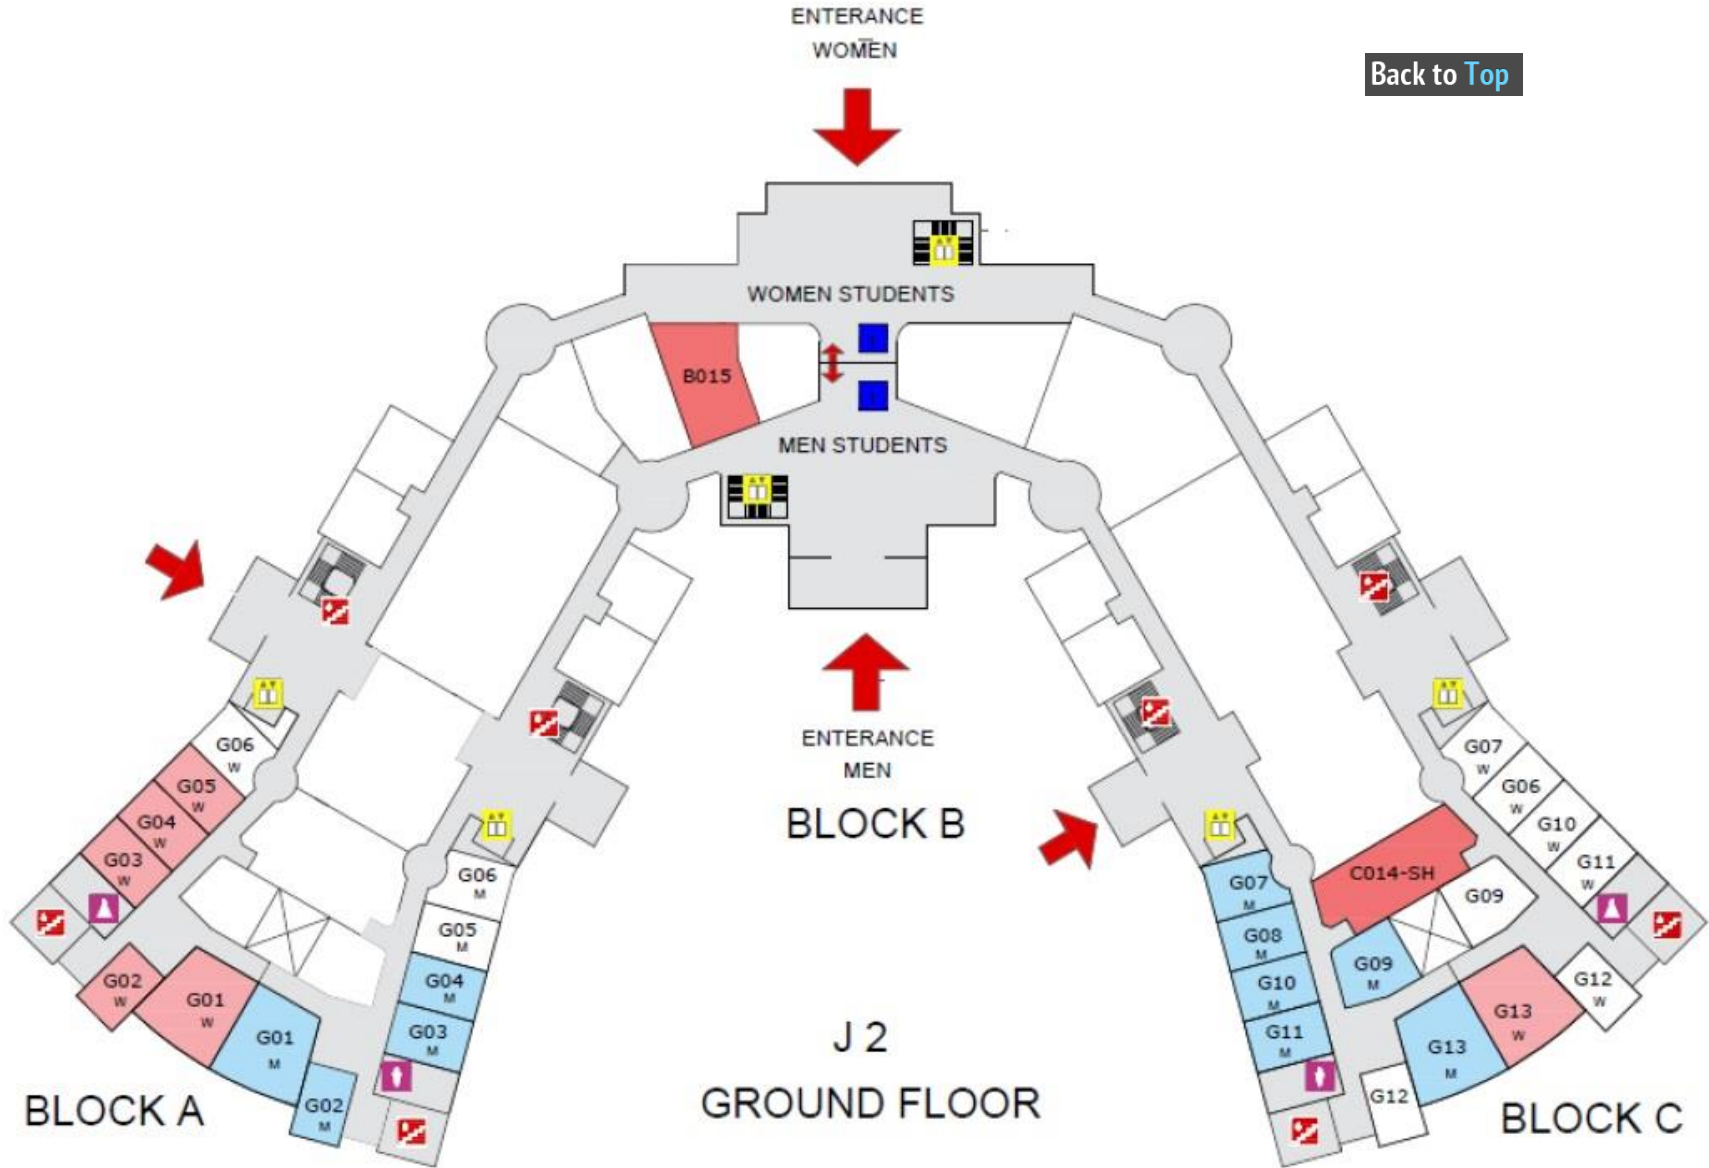 ENTERANCE
WOMEN
Back to Top
WOMEN STUDENTS
B015
MEN STUDENTS
ENTERANCE
MEN
BLOCK B
G06
W
G05
W
G04
W
G03
W
G02
W
G01
W
G01
M
G02
M
G06
M
G05
M
G04
M
G03
M
BLOCK A
J 2
GROUND FLOOR
G07
M
G08
M
G10
M
G11
M
C014-SH
G09
G09
M
G07
W
G06
W
G10
W
G11
W
G12
W
G13
W
G13
M
G12
BLOCK C